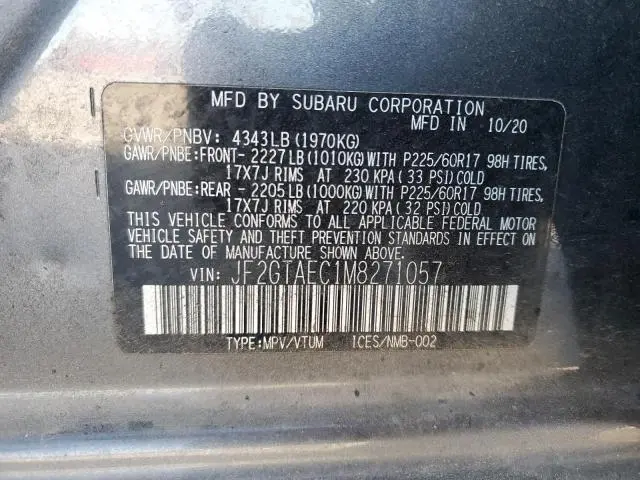 MFD BY SUBARU CORPORATION
MFD IN 10/20
GVWR/PNBV: 4343LB(1970KG)
GAWR/PNBE:FRONT- 2227LB(1010KG)WITH P225/60R17 98H TIRES,
17X7J RIMS AT 230 KPA(33 PSI)COLD
GAWR/PNBE:REAR - 2205LB(1000KG)WITH P225/60R17 98H TIRES,
17X7J RIMS AT 220 KPA(32 PSI)COLD
THIS VEHICLE CONFORMS TO ALL APPLICABLE FEDERAL MOTOR
VEHICLE SAFETY AND THEFT PREVENTION STANDARDS IN EFFECT ON
THE DATE OF MANUFACTURE SHOWN ABOVE.
VIN: JF2GTAEC1M8271057
TYPE:MPV/VTUM ICES/NMB-002